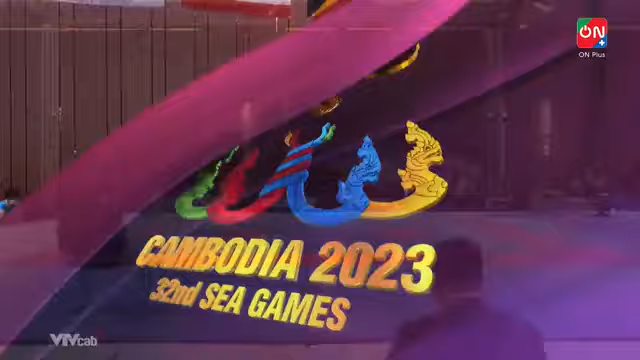 ON+
ON Plus
CAMBODIA 2023
32nd SEA GAMES
VTVcab